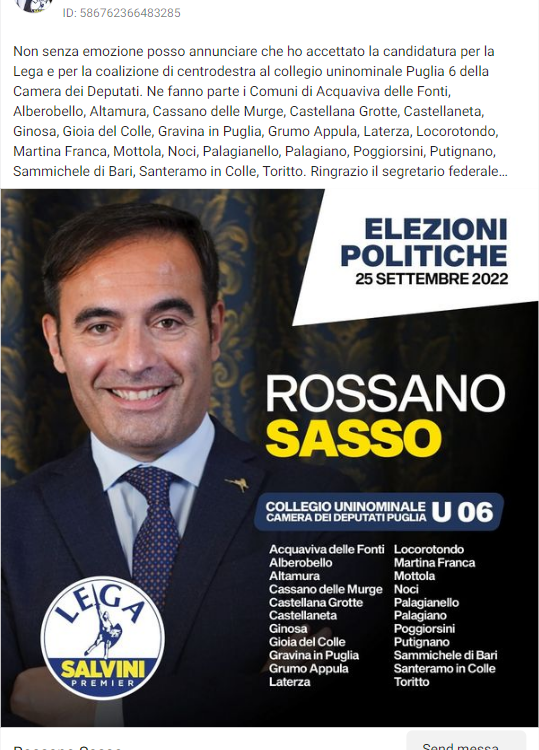 ID: 586762366483285
Non senza emozione posso annunciare che ho accettato la candidatura per la
Lega e per la coalizione di centrodestra al collegio uninominale Puglia 6 della
Camera dei Deputati. Ne fanno parte i Comuni di Acquaviva delle Fonti,
Alberobello, Altamura, Cassano delle Murge, Castellana Grotte, Castellaneta,
Ginosa, Gioia del Colle, Gravina in Puglia, Grumo Appula, Laterza, Locorotondo,
Martina Franca, Mottola, Noci, Palagianello, Palagiano, Poggiorsini, Putignano,
Sammichele di Bari, Santeramo in Colle, Toritto. Ringrazio il segretario federale...
ELEZIONI
POLITICHE
25 SETTEMBRE 2022
ROSSANO
SASSO
COLLEGIO UNINOMINALE
CAMERA DEI DEPUTATI PUGLIA
U 06
Acquaviva delle Fonti
Alberobello
Altamura
Cassano delle Murge
Castellana Grotte
Castellaneta
Ginosa
Gioia del Colle
Gravina in Puglia
Grumo Appula
Laterza
Locorotondo
Martina Franca
Mottola
Noci
Palagianello
Palagiano
Poggiorsini
Putignano
Sammichele di Bari
Santeramo in Colle
Toritto
LEGA
SALVINI
PREMIER
Rossano Sasso
Send messa...